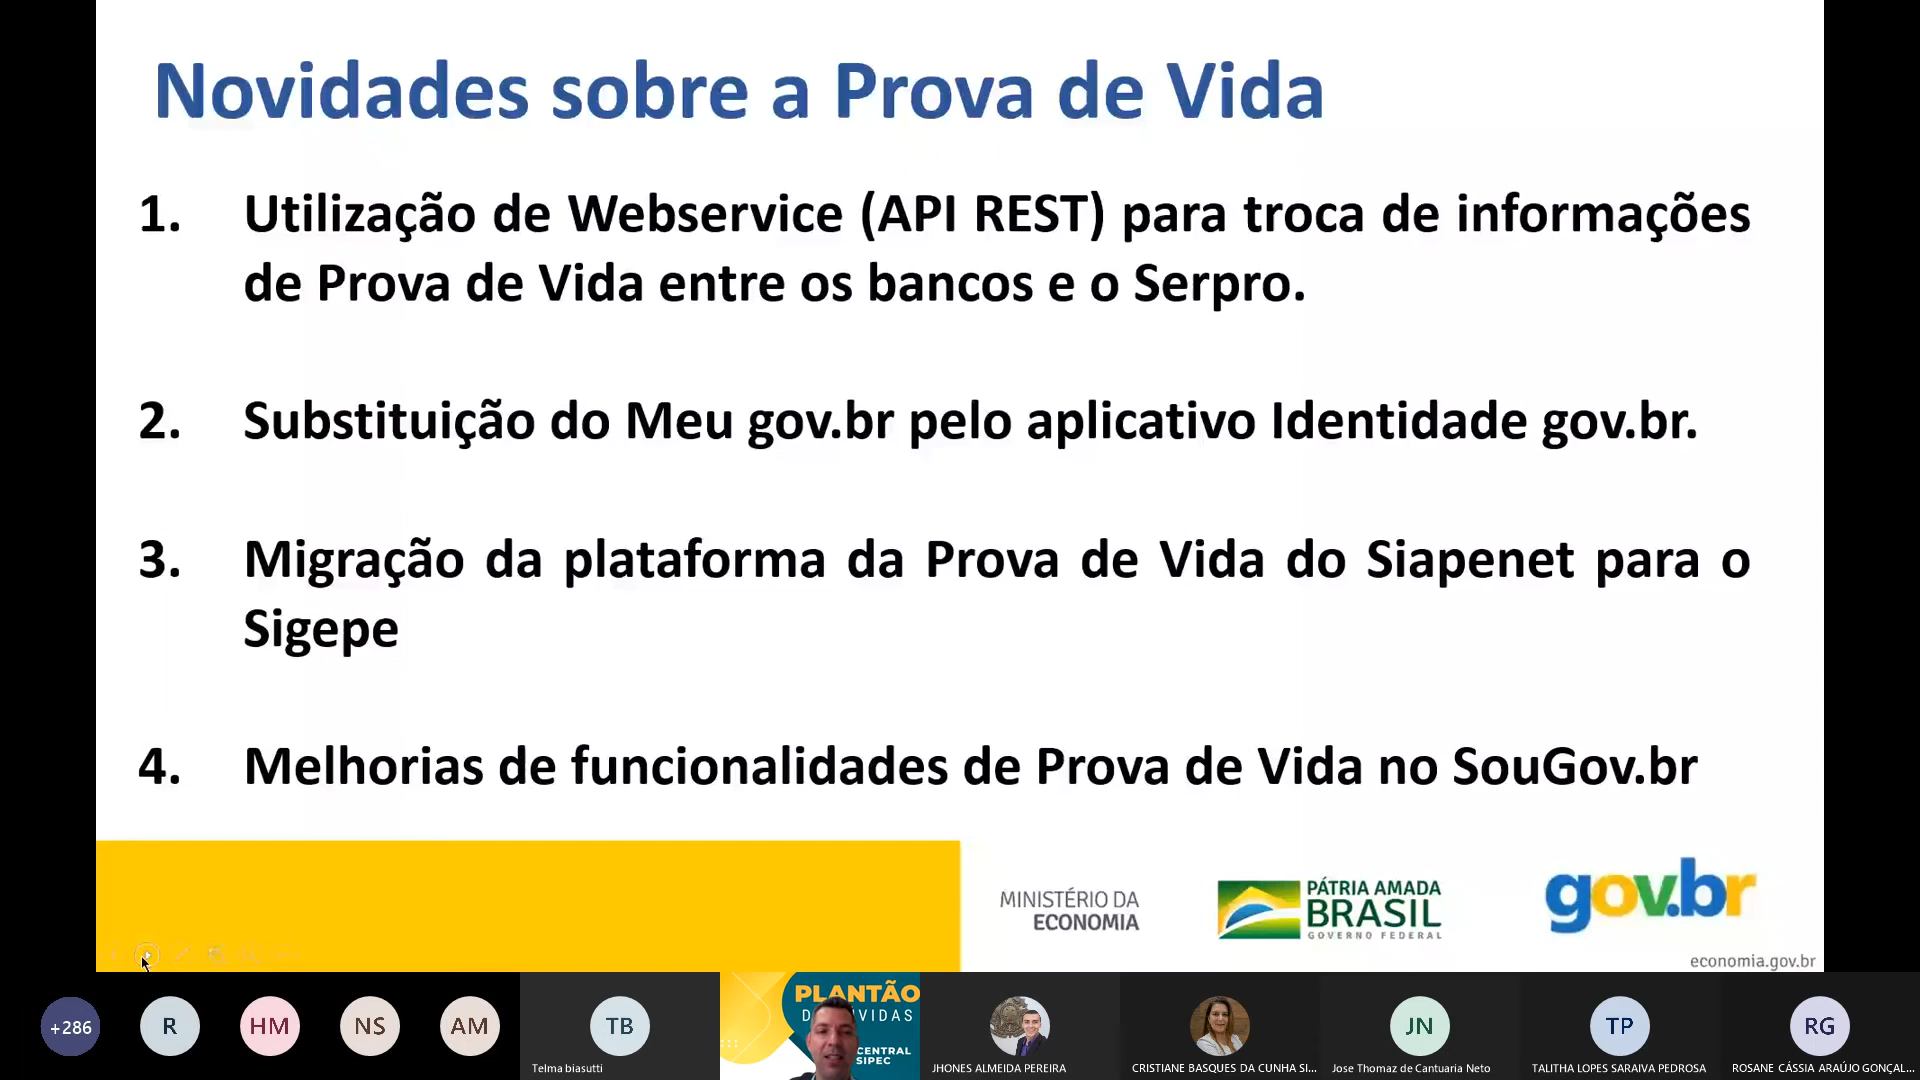 Novidades sobre a Prova de Vida
1. Utilização de Webservice (API REST) para troca de informações
de Prova de Vida entre os bancos e o Serpro.
2. Substituição do Meu gov.br pelo aplicativo Identidade gov.br.
3. Migração da plataforma da Prova de Vida do Siapenet para o
Sigepe
4. Melhorias de funcionalidades de Prova de Vida no SouGov.br
MINISTÉRIO DA
ECONOMIA
PÁTRIA AMADA
BRASIL
GOVERNO FEDERAL
gov.br
economia.gov.br
+286
R
HM
NS
AM
TB
Telma biasutti
PLANTÃO
CENTRAL
SIPEC
JHONES ALMEIDA PEREIRA
CRISTIANE BASQUES DA CUNHA SI...
JN
Jose Thomaz de Cantuaria Neto
TP
TALITHA LOPES SARAIVA PEDROSA
RG
ROSANE CÁSSIA ARAÚJO GONÇAL...